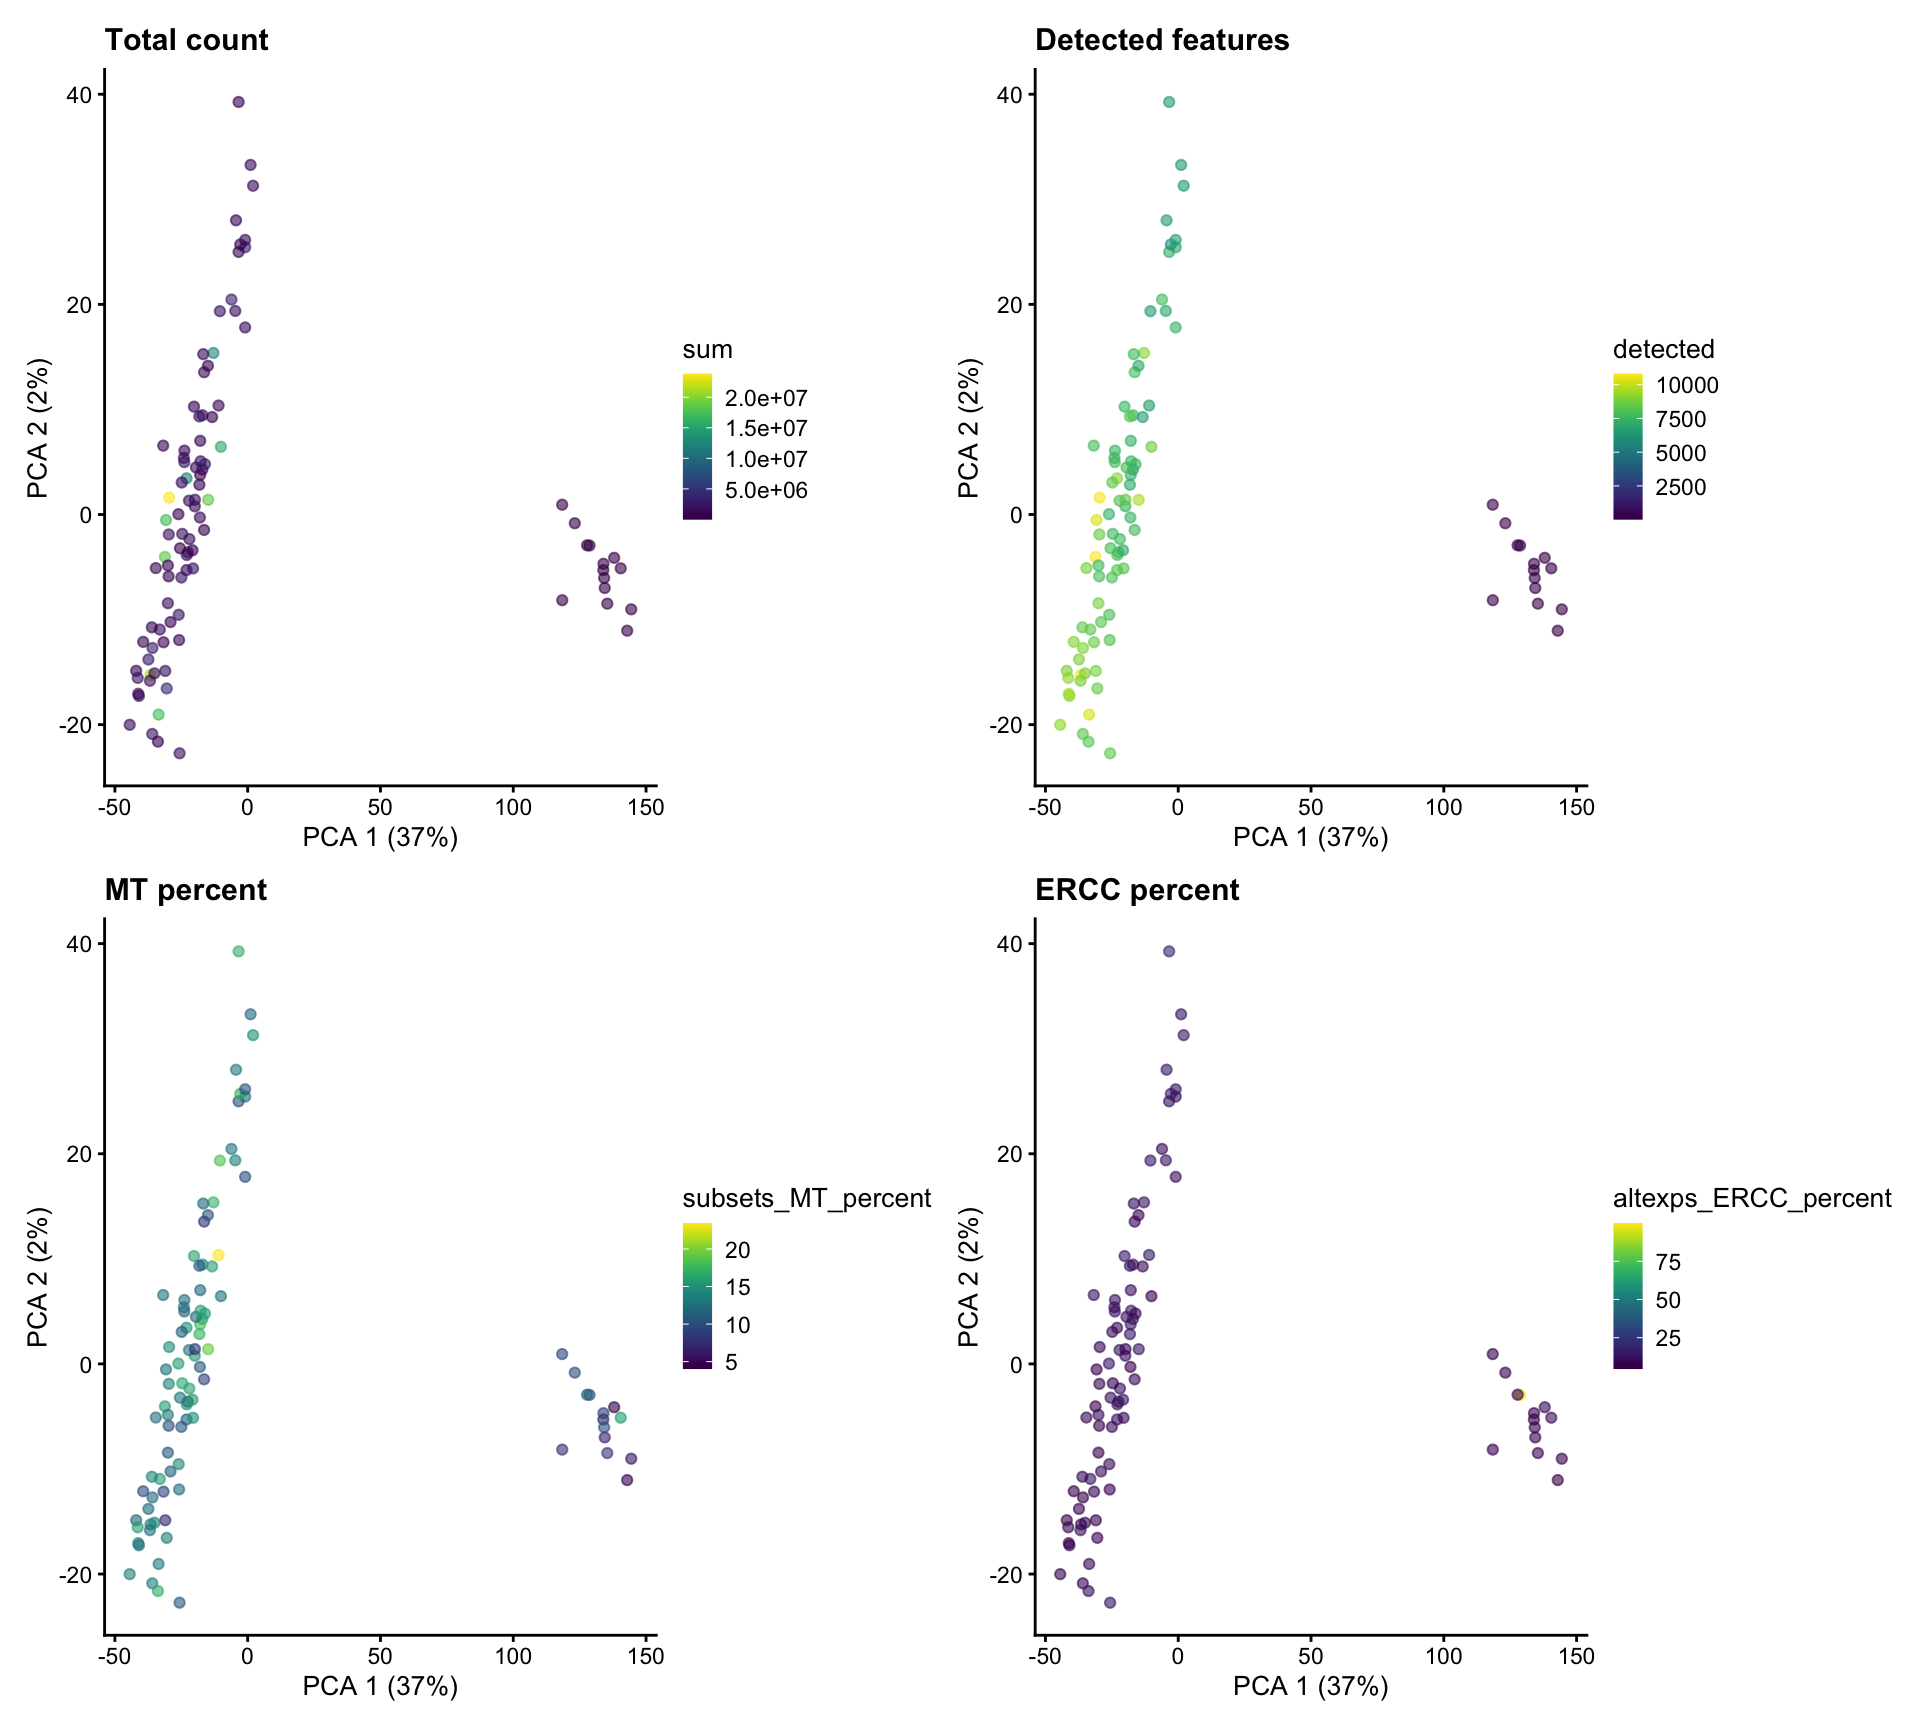 Total count
40
20
0
-20
PCA 2 (2%)
-50 0 50 100 150
PCA 1 (37%)
sum
2.0e+07
1.5e+07
1.0e+07
5.0e+06
Detected features
40
20
0
-20
PCA 2 (2%)
-50 0 50 100 150
PCA 1 (37%)
detected
10000
7500
5000
2500
MT percent
40
20
0
-20
PCA 2 (2%)
-50 0 50 100 150
PCA 1 (37%)
subsets_MT_percent
20
15
10
5
ERCC percent
40
20
0
-20
PCA 2 (2%)
-50 0 50 100 150
PCA 1 (37%)
altexps_ERCC_percent
75
50
25